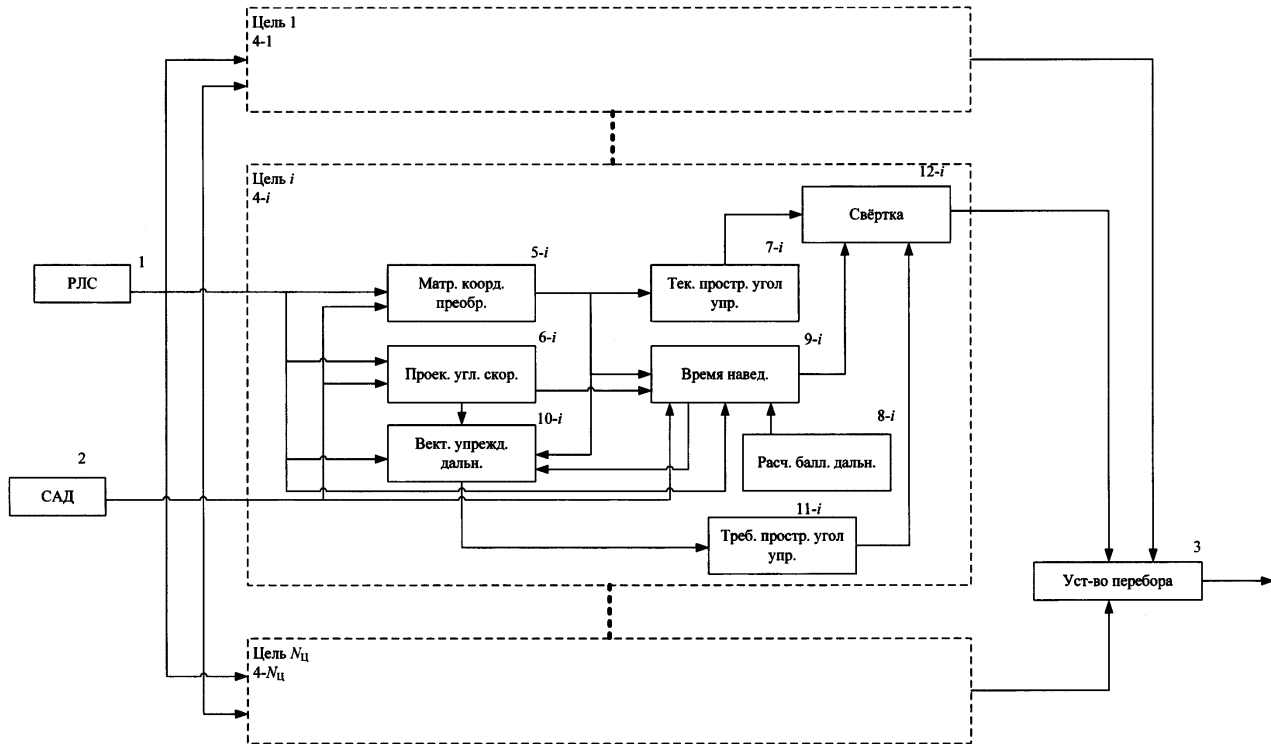 Цель 1
4-1
Цель i
4-i
12-i
Свёртка
1
РЛС
5-i
Матр. коорд.
преобр.
7-i
Тек. простр. угол
упр.
6-i
Проек. угл. скор.
9-i
Время навед.
10-i
Вект. упрежд.
дальн.
8-i
Расч. балл. дальн.
2
САД
11-i
Треб. простр. угол
упр.
3
Уст-во перебора
Цель NЦ
4-NЦ